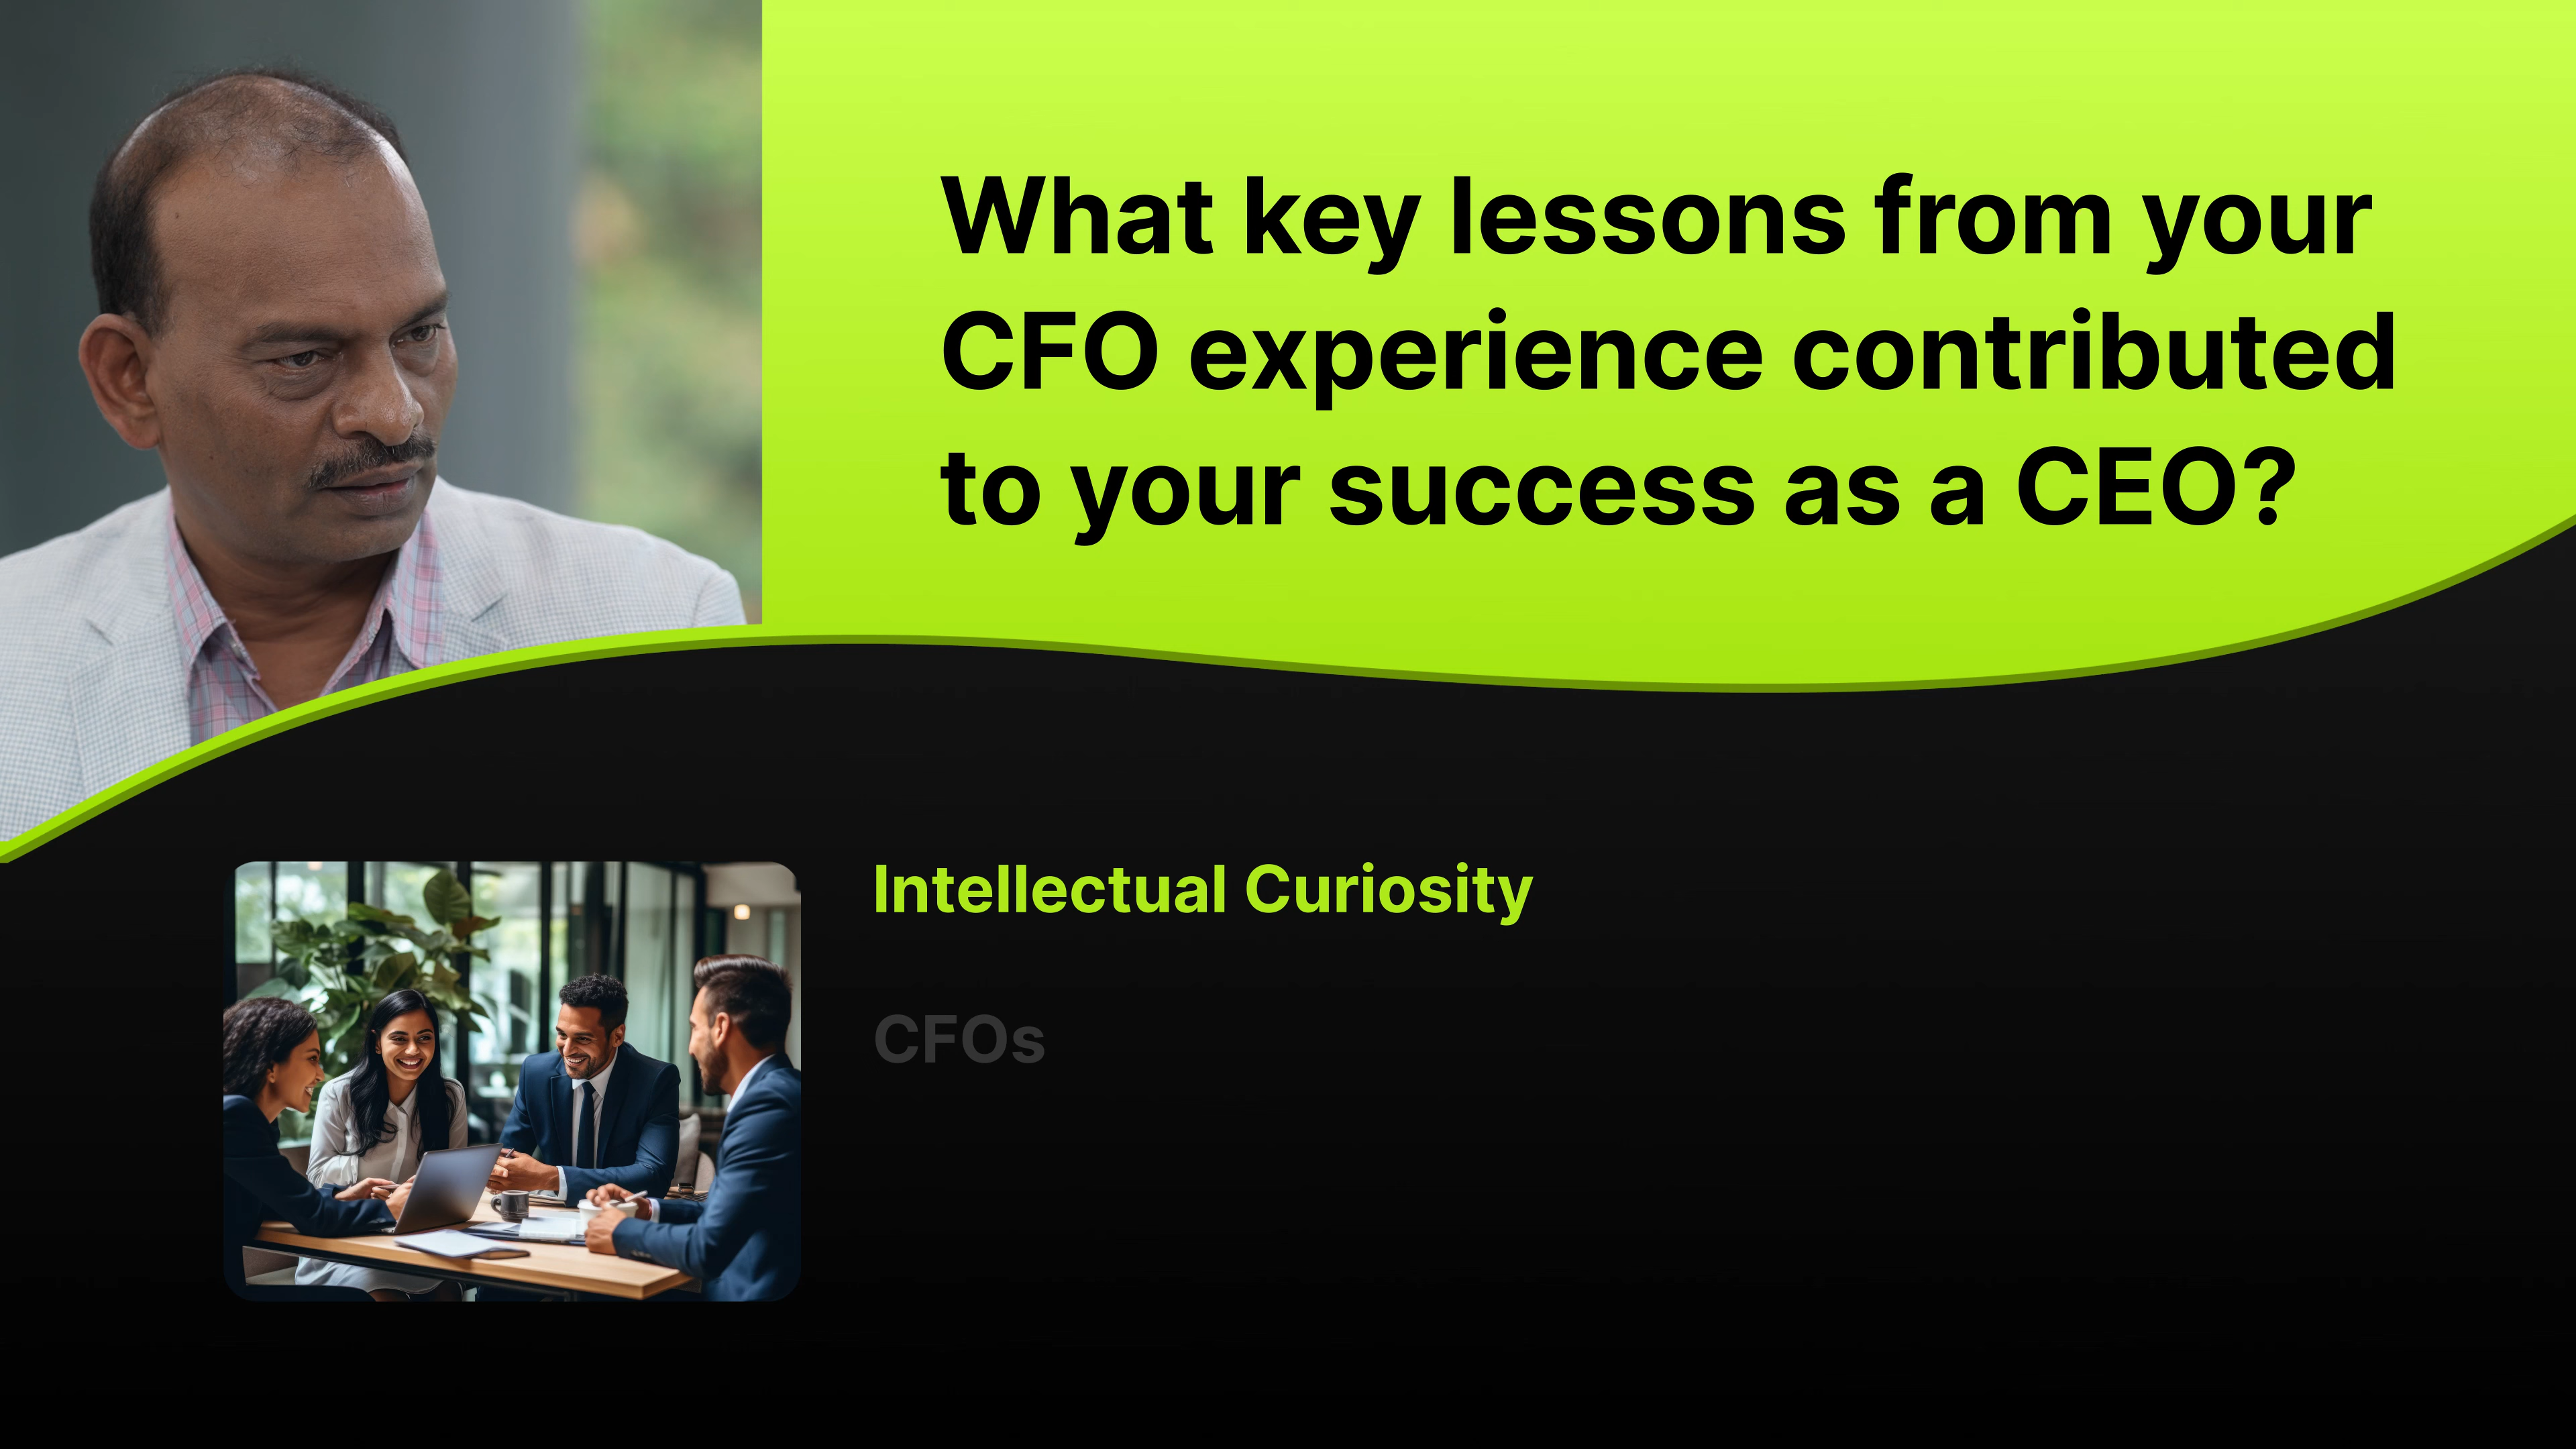 What key lessons from your
CFO experience contributed
to your success as a CEO?
Intellectual Curiosity
CFOs